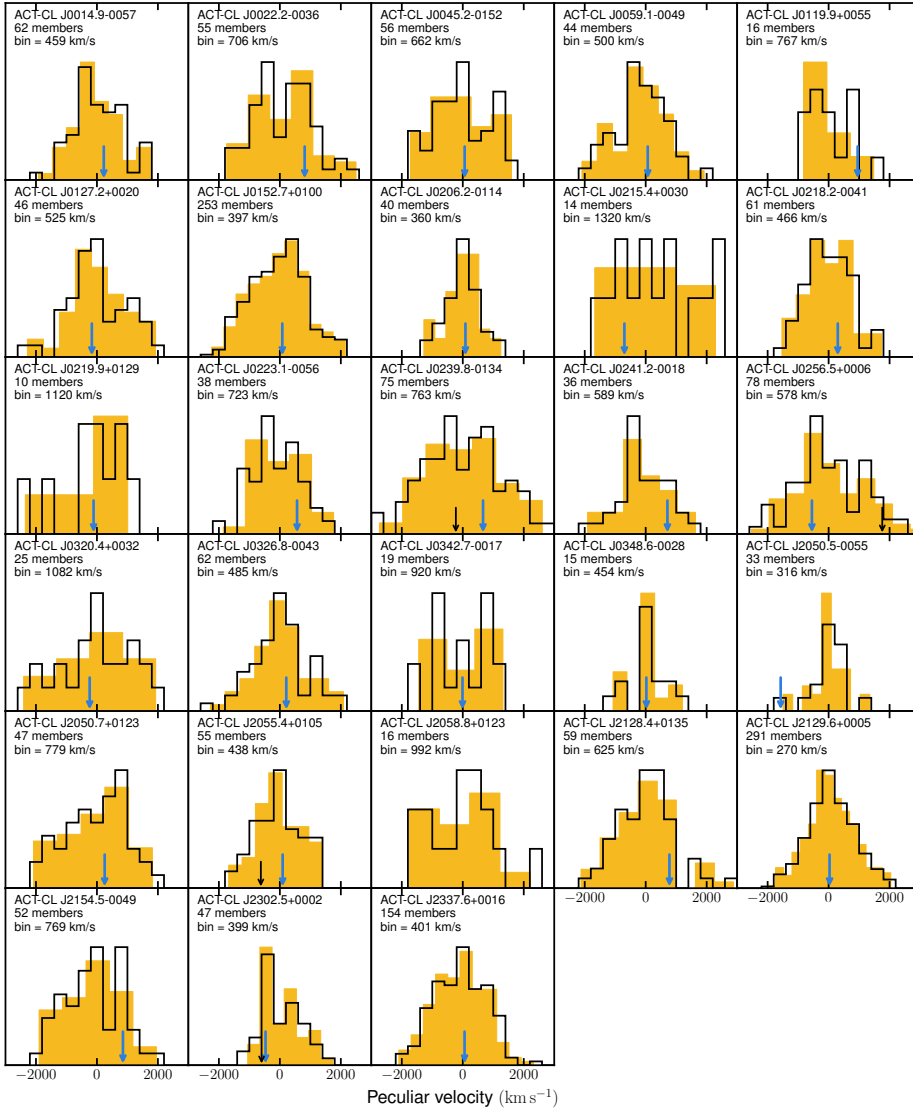 ACT-CL J0014.9-0057
62 members
bin = 459 km/s
ACT-CL J0022.2-0036
55 members
bin = 706 km/s
ACT-CL J0045.2-0152
56 members
bin = 662 km/s
ACT-CL J0059.1-0049
44 members
bin = 500 km/s
ACT-CL J0119.9+0055
16 members
bin = 767 km/s
ACT-CL J0127.2+0020
46 members
bin = 525 km/s
ACT-CL J0152.7+0100
253 members
bin = 397 km/s
ACT-CL J0206.2-0114
40 members
bin = 360 km/s
ACT-CL J0215.4+0030
14 members
bin = 1320 km/s
ACT-CL J0218.2-0041
61 members
bin = 466 km/s
ACT-CL J0219.9+0129
10 members
bin = 1120 km/s
ACT-CL J0223.1-0056
38 members
bin = 723 km/s
ACT-CL J0239.8-0134
75 members
bin = 763 km/s
ACT-CL J0241.2-0018
36 members
bin = 589 km/s
ACT-CL J0256.5+0006
78 members
bin = 578 km/s
ACT-CL J0320.4+0032
25 members
bin = 1082 km/s
ACT-CL J0326.8-0043
62 members
bin = 485 km/s
ACT-CL J0342.7-0017
19 members
bin = 920 km/s
ACT-CL J0348.6-0028
15 members
bin = 454 km/s
ACT-CL J2050.5-0055
33 members
bin = 316 km/s
ACT-CL J2050.7+0123
47 members
bin = 779 km/s
ACT-CL J2055.4+0105
55 members
bin = 438 km/s
ACT-CL J2058.8+0123
16 members
bin = 992 km/s
ACT-CL J2128.4+0135
59 members
bin = 625 km/s
ACT-CL J2129.6+0005
291 members
bin = 270 km/s
−2000 0 2000
−2000 0 2000
ACT-CL J2154.5-0049
52 members
bin = 769 km/s
ACT-CL J2302.5+0002
47 members
bin = 399 km/s
ACT-CL J2337.6+0016
154 members
bin = 401 km/s
−2000 0 2000
−2000 0 2000
−2000 0 2000
Peculiar velocity (km s⁻¹)